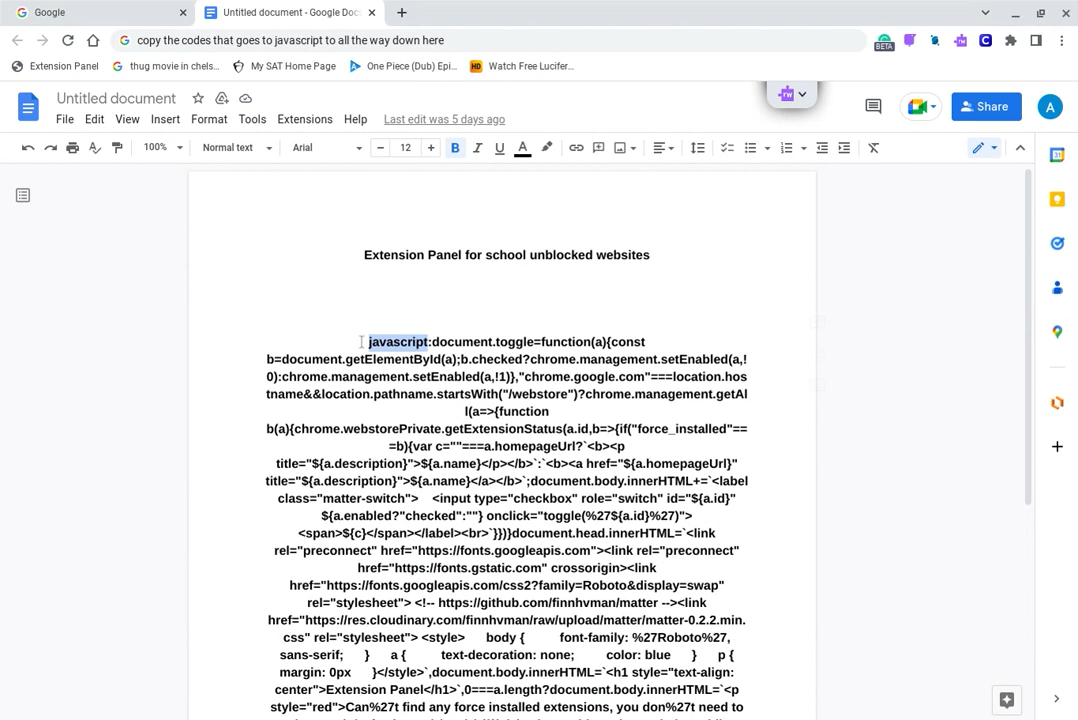 Google
Untitled document - Google Doc
copy the codes that goes to javascript to all the way down here
BETA
Extension Panel
thug movie in chels...
My SAT Home Page
One Piece (Dub) Epi...
Watch Free Lucifer...
Untitled document
rw
Share
A
File Edit View Insert Format Tools Extensions Help Last edit was 5 days ago
100% Normal text Arial 12 B I U A
Extension Panel for school unblocked websites
javascript:document.toggle=function(a){const
b=document.getElementById(a);b.checked?chrome.management.setEnabled(a,!
0):chrome.management.setEnabled(a,!1)},"chrome.google.com"===location.hos
tname&&location.pathname.startsWith("/webstore")?chrome.management.getAl
l(a=>{function
b(a){chrome.webstorePrivate.getExtensionStatus(a.id,b=>{if("force_installed"==
=b){var c=""===a.homepageUrl?`<b><p
title="${a.description}">${a.name}</p></b>`:`<b><a href="${a.homepageUrl}"
title="${a.description}">${a.name}</a></b>`;document.body.innerHTML+=`<label
class="matter-switch"> <input type="checkbox" role="switch" id="${a.id}"
${a.enabled?"checked":""} onclick="toggle(%27${a.id}%27)">
<span>${c}</span></label><br>`}})}document.head.innerHTML=`<link
rel="preconnect" href="https://fonts.googleapis.com"><link rel="preconnect"
href="https://fonts.gstatic.com" crossorigin><link
href="https://fonts.googleapis.com/css2?family=Roboto&display=swap"
rel="stylesheet"> <!-- https://github.com/finnhvman/matter --><link
href="https://res.cloudinary.com/finnhvman/raw/upload/matter/matter-0.2.2.min.
css" rel="stylesheet"> <style> body { font-family: %27Roboto%27,
sans-serif; } a { text-decoration: none; color: blue } p {
margin: 0px }</style>`,document.body.innerHTML=`<h1 style="text-align:
center">Extension Panel</h1>`,0===a.length?document.body.innerHTML=`<p
style="red">Can%27t find any force installed extensions, you don%27t need to